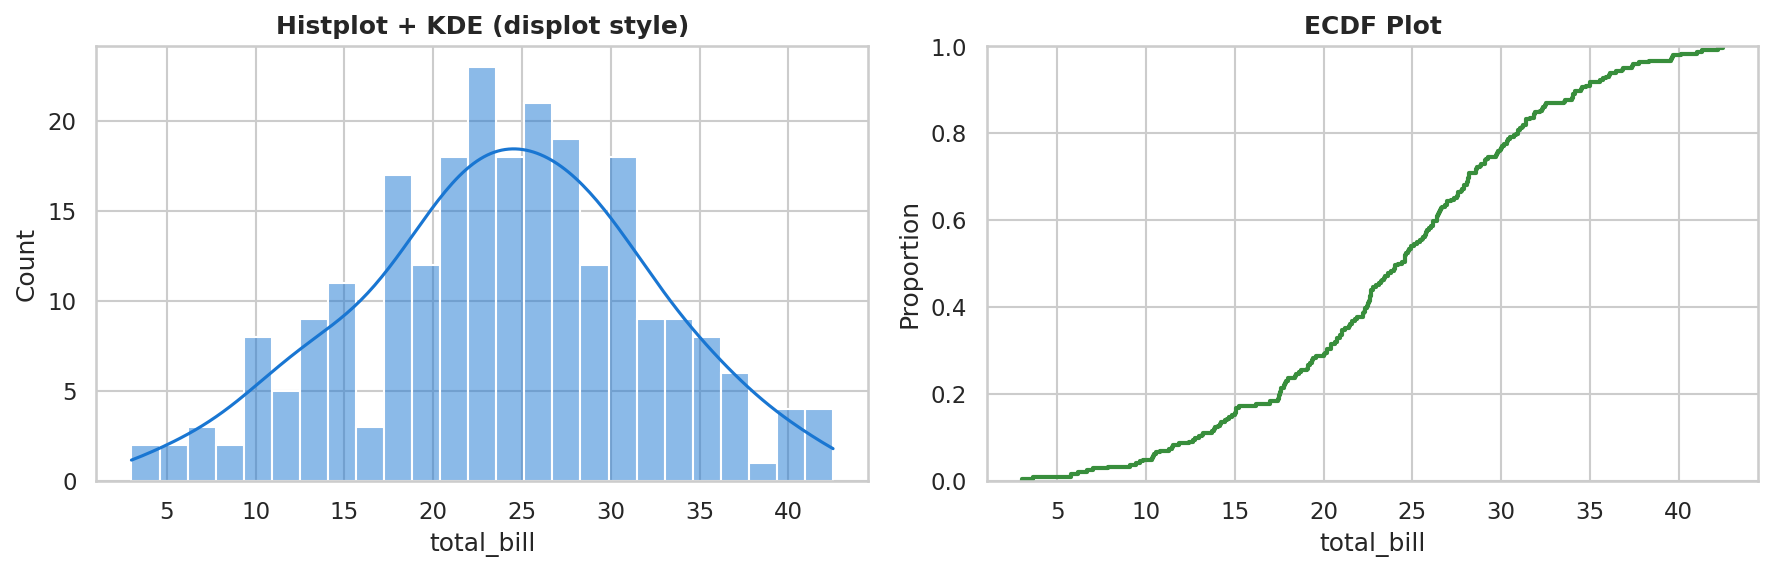 Histplot + KDE (displot style)
Count
20
15
10
5
0
5 10 15 20 25 30 35 40
total_bill
ECDF Plot
Proportion
1.0
0.8
0.6
0.4
0.2
0.0
5 10 15 20 25 30 35 40
total_bill